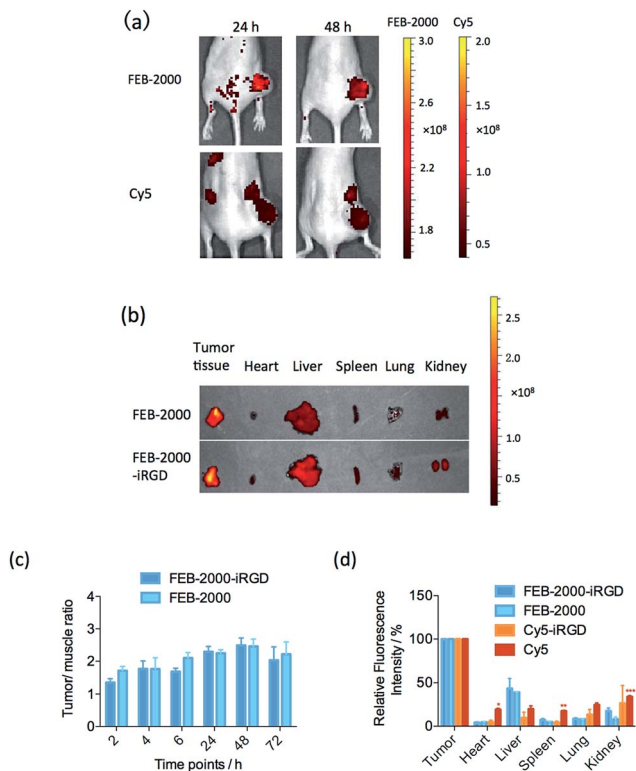 (a)
24 h 48 h
FEB-2000
Cy5
FEB-2000 Cy5
3.0
2.6
×10⁸
2.2
1.8
2.0
1.5
×10⁸
1.0
0.5
(b)
Tumor tissue Heart Liver Spleen Lung Kidney
FEB-2000
FEB-2000
-iRGD
2.5
2.0
×10⁸
1.5
1.0
0.5
(c)
FEB-2000-iRGD
FEB-2000
Tumor/ muscle ratio
4
3
2
1
0
2 4 6 24 48 72
Time points / h
(d)
FEB-2000-iRGD
FEB-2000
Cy5-iRGD
Cy5
Relative Fluorescence
Intensity / %
150
100
50
0
* ** ***
Tumor Heart Liver Spleen Lung Kidney